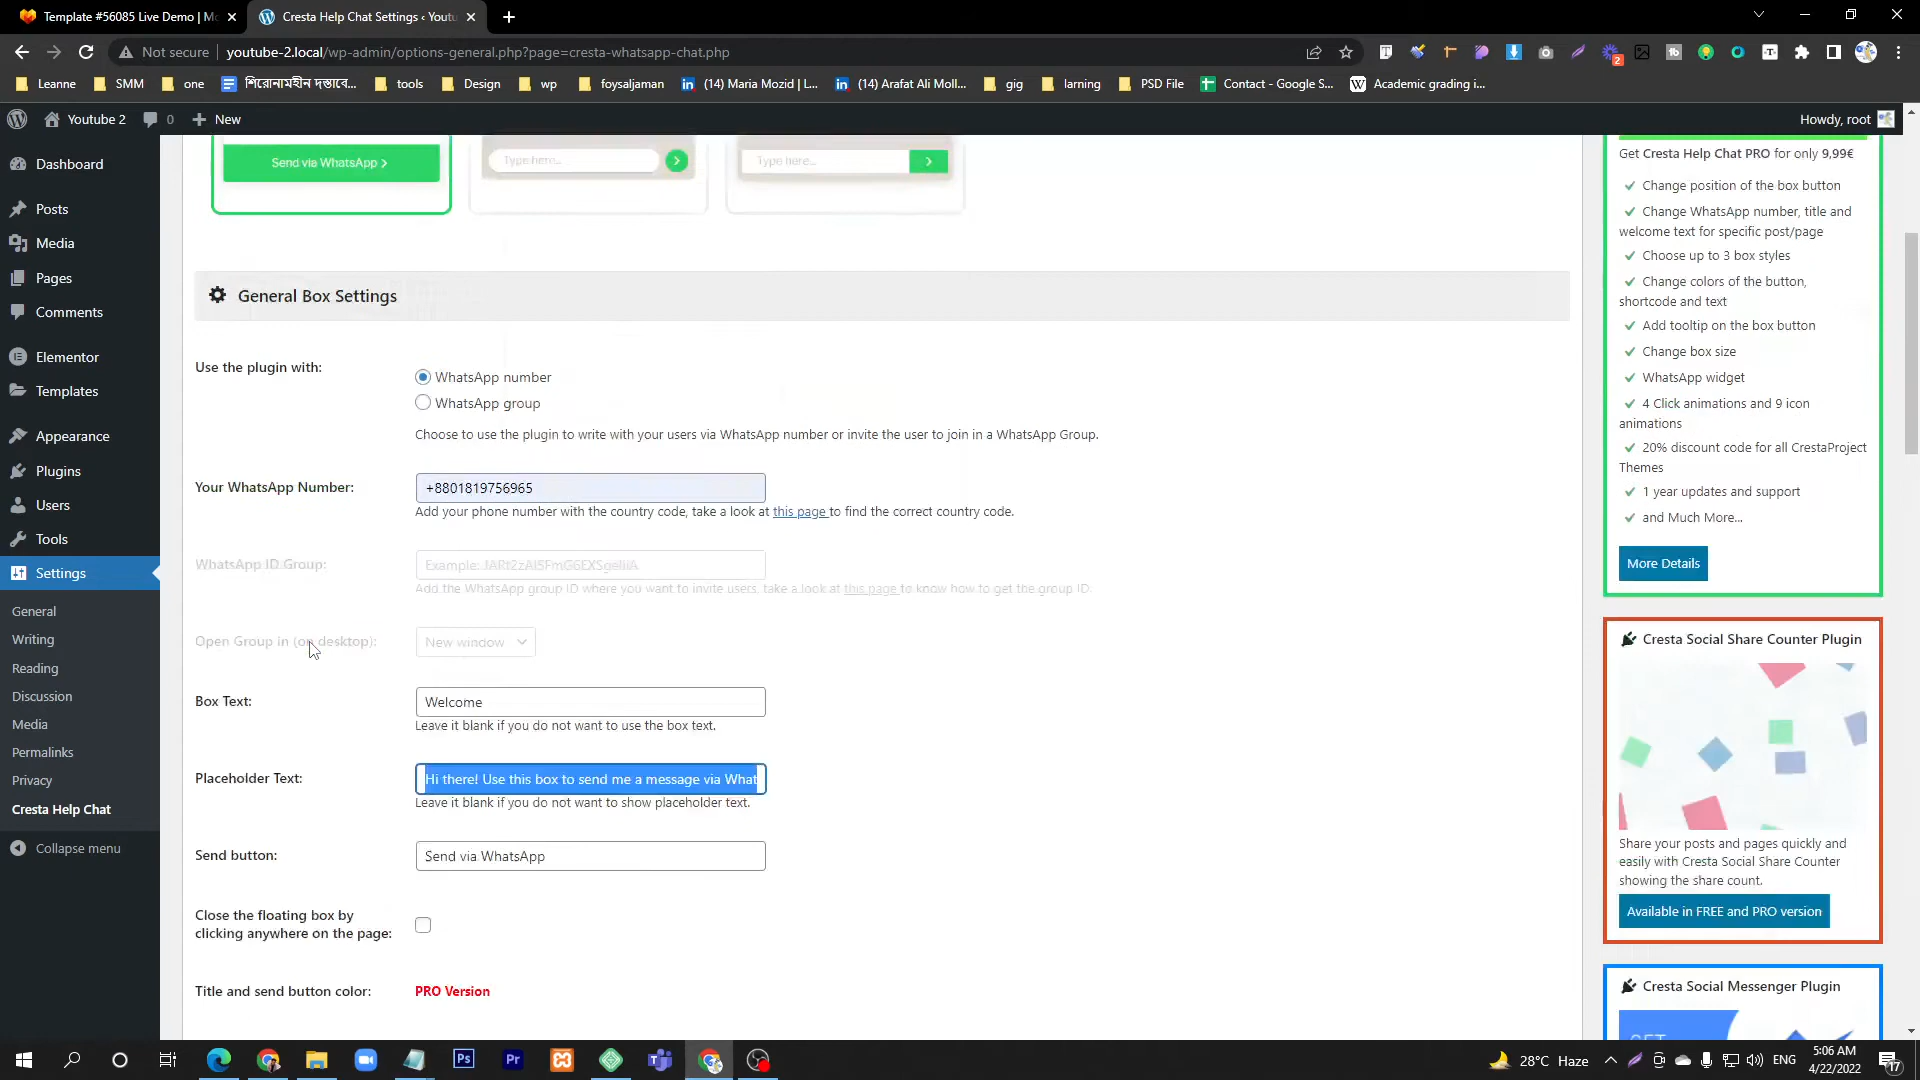 Template #56085 Live Demo | Mo
Cresta Help Chat Settings ‹ Youtu
Not secure
youtube-2.local/wp-admin/options-general.php?page=cresta-whatsapp-chat.php
2
Leanne
SMM
one
শিরোনামহীন দস্তাবে...
tools
Design
wp
foysaljaman
(14) Maria Mozid | L...
(14) Arafat Ali Moll...
gig
larning
PSD File
Contact - Google S...
Academic grading i...
Youtube 2
0
New
Howdy, root
Dashboard
Posts
Media
Pages
Comments
Elementor
Templates
Appearance
Plugins
Users
Tools
Settings
General
Writing
Reading
Discussion
Media
Permalinks
Privacy
Cresta Help Chat
Collapse menu
Send via WhatsApp
Type here...
Type here...
General Box Settings
Use the plugin with:
WhatsApp number
WhatsApp group
Choose to use the plugin to write with your users via WhatsApp number or invite the user to join in a WhatsApp Group.
Your WhatsApp Number:
+8801819756965
Add your phone number with the country code, take a look at this page to find the correct country code.
WhatsApp ID Group:
Example:
Add the WhatsApp group ID where you want to invite users, take a look at this page to know how to get the group ID.
Open Group in (on desktop):
New window
Box Text:
Welcome
Leave it blank if you do not want to use the box text.
Placeholder Text:
Hi there! Use this box to send me a message via What
Leave it blank if you do not want to show placeholder text.
Send button:
Send via WhatsApp
Close the floating box by
clicking anywhere on the page:
Title and send button color:
PRO Version
Get Cresta Help Chat PRO for only 9,99€
Change position of the box button
Change WhatsApp number, title and
welcome text for specific post/page
Choose up to 3 box styles
Change colors of the button,
shortcode and text
Add tooltip on the box button
Change box size
WhatsApp widget
4 Click animations and 9 icon
animations
20% discount code for all CrestaProject
Themes
1 year updates and support
and Much More...
More Details
Cresta Social Share Counter Plugin
Share your posts and pages quickly and
easily with Cresta Social Share Counter
showing the share count.
Available in FREE and PRO version
Cresta Social Messenger Plugin
GET
Ps
Pr
28°C Haze
ENG
5:06 AM
4/22/2022
17